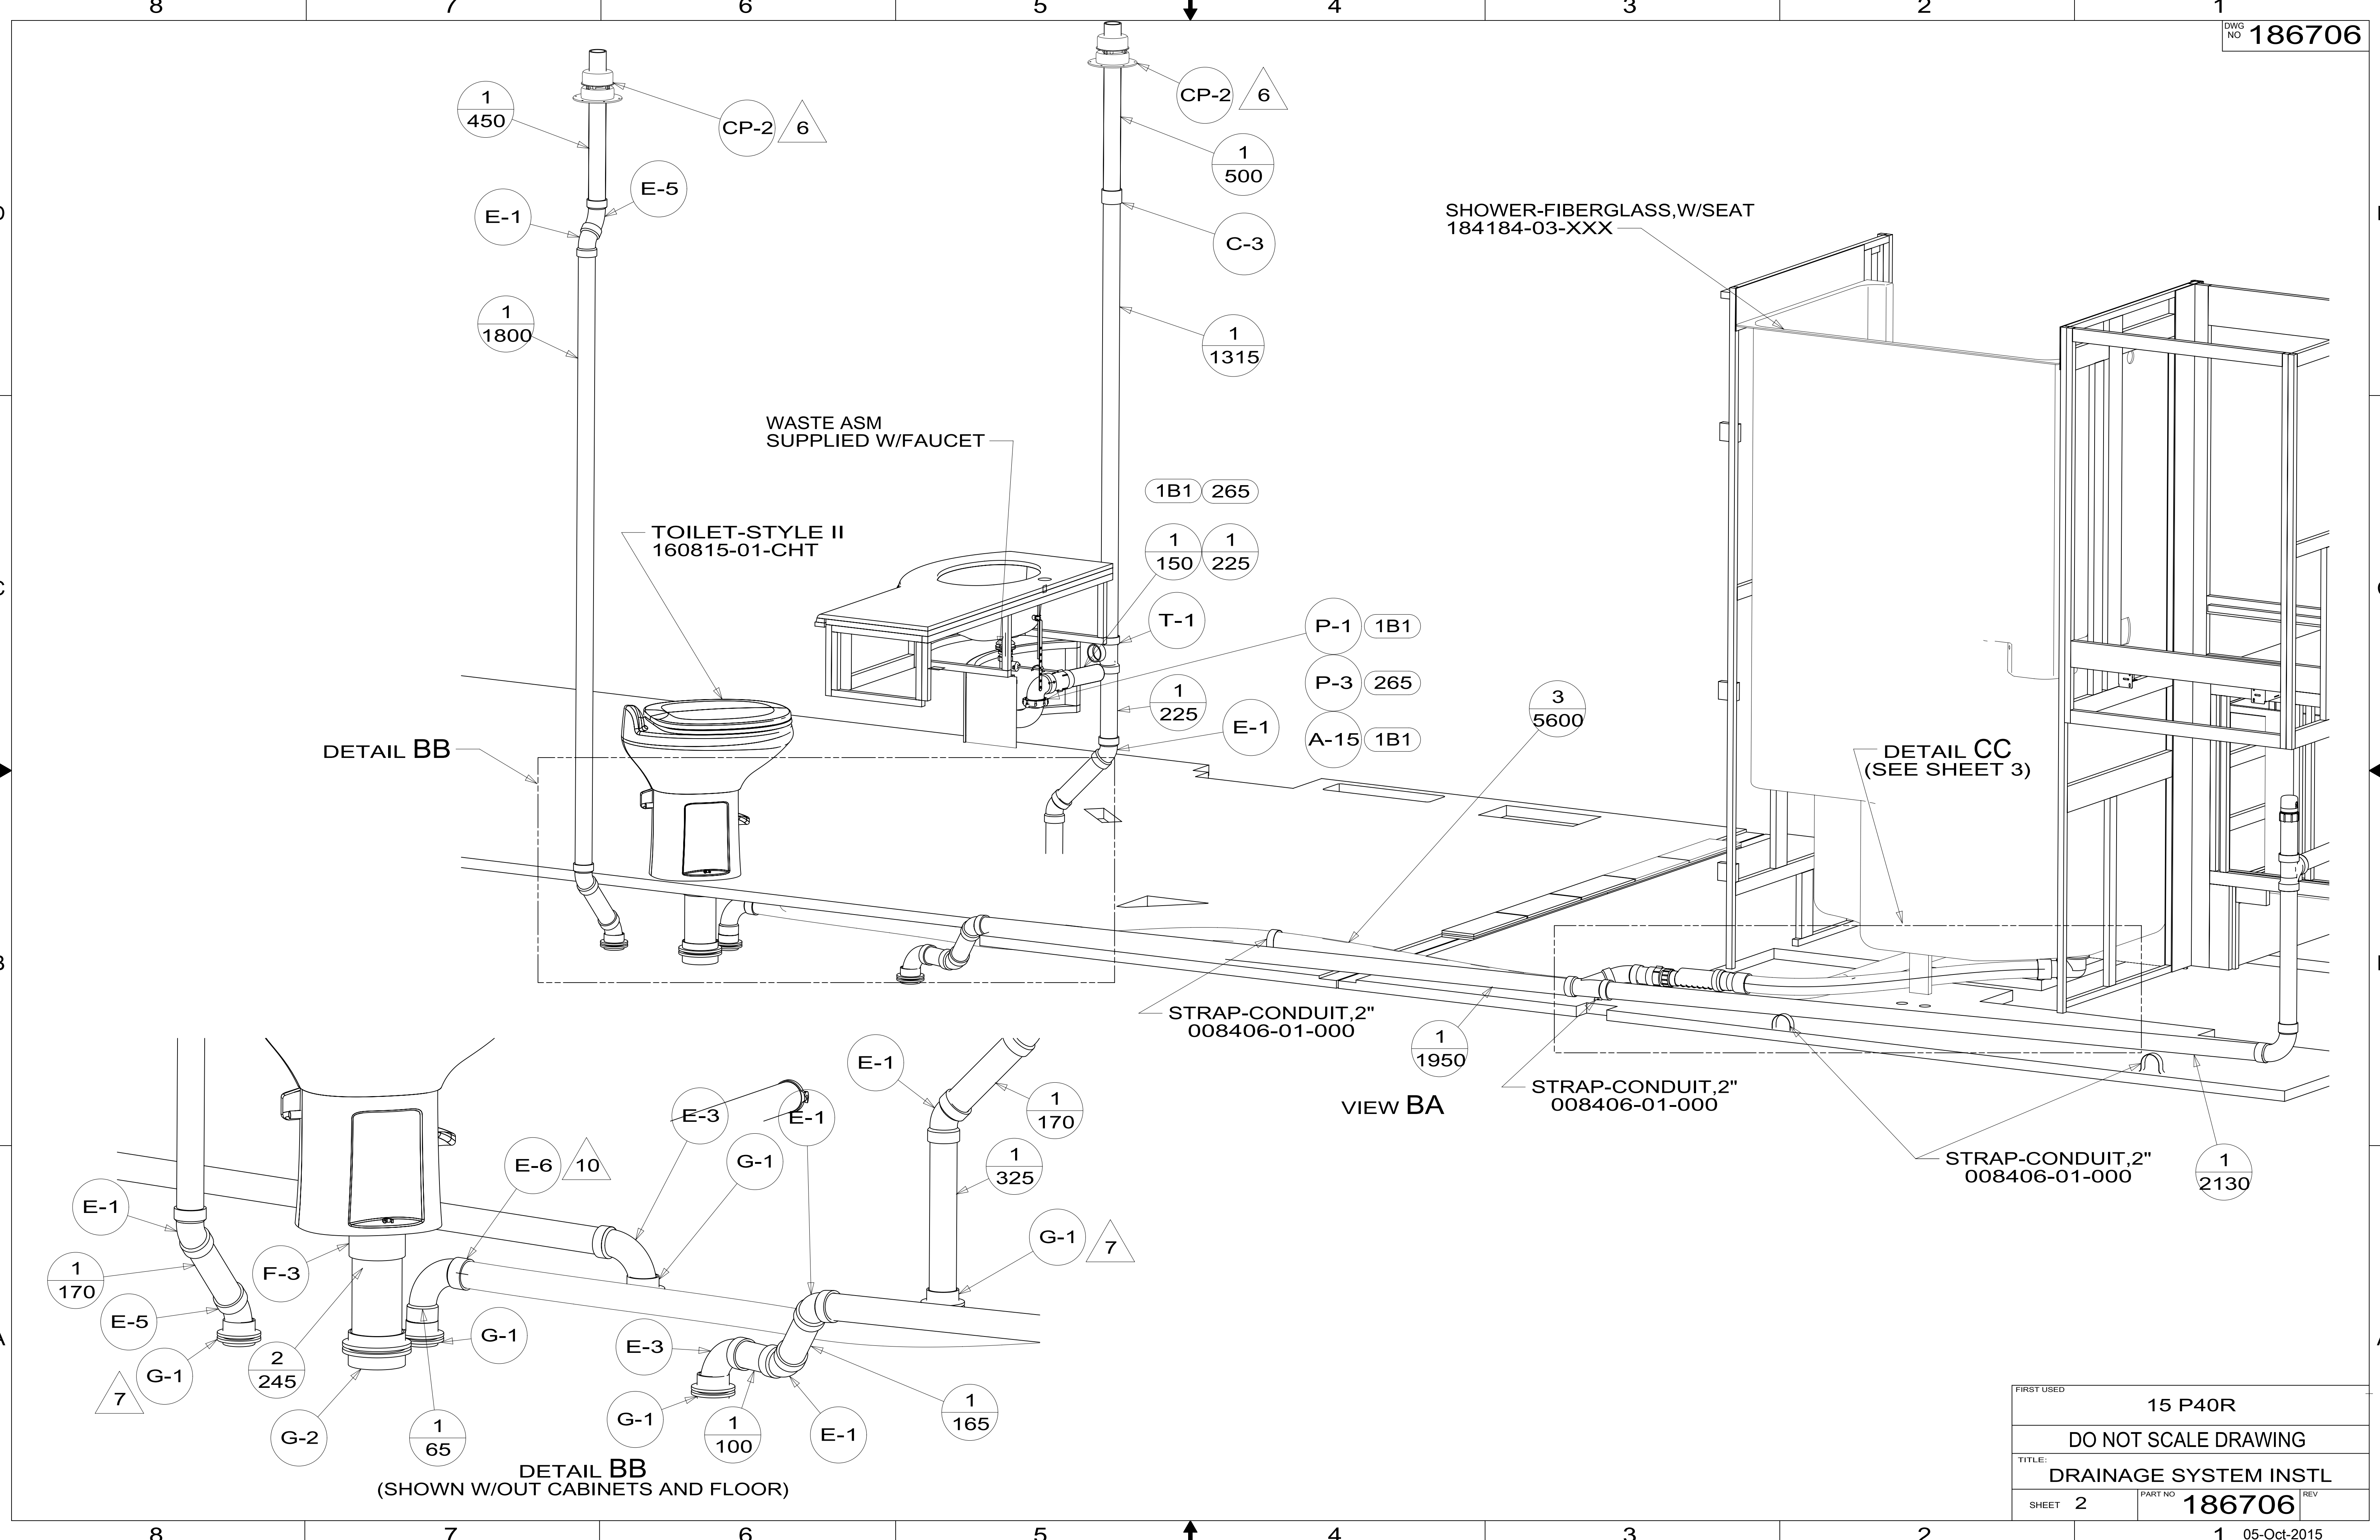 8 7 6 5 4 3 2 1
DWG NO 186706
1
450
CP-2 6
E-5
E-1
1
1800
CP-2 6
1
500
C-3
1
1315
SHOWER-FIBERGLASS,W/SEAT
184184-03-XXX
WASTE ASM
SUPPLIED W/FAUCET
TOILET-STYLE II
160815-01-CHT
1B1 265
1 1
150 225
T-1
P-1 1B1
P-3 265
A-15 1B1
1
225
E-1
3
5600
DETAIL BB
DETAIL CC
(SEE SHEET 3)
STRAP-CONDUIT,2"
008406-01-000
1
1950
VIEW BA
STRAP-CONDUIT,2"
008406-01-000
STRAP-CONDUIT,2"
008406-01-000
1
2130
E-1
E-3
E-1
1
170
G-1
E-6 10
1
325
E-1
G-1 7
F-3
1
170
E-5
G-1
E-3
G-1
7
2
245
G-2
1
65
G-1
1
100
E-1
1
165
DETAIL BB
(SHOWN W/OUT CABINETS AND FLOOR)
FIRST USED
15 P40R
DO NOT SCALE DRAWING
TITLE:
DRAINAGE SYSTEM INSTL
SHEET 2 PART NO 186706 REV
8 7 6 5 4 3 2 1
05-Oct-2015